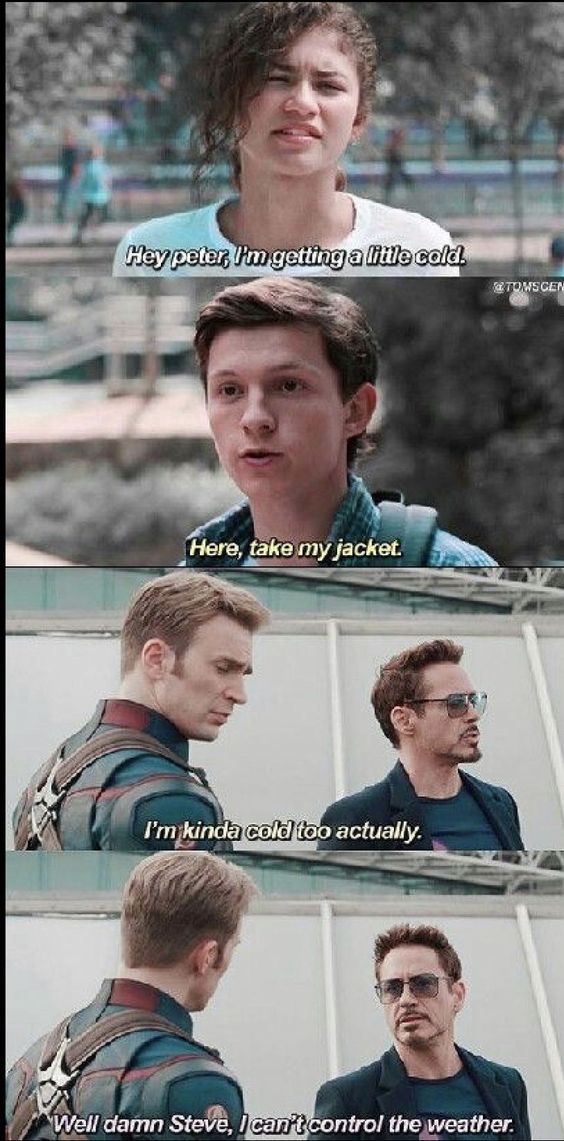 Hey peter, I'm getting a little cold.
@TOMSCEN
Here, take my jacket.
I'm kinda cold too actually.
Well damn Steve, I can't control the weather.